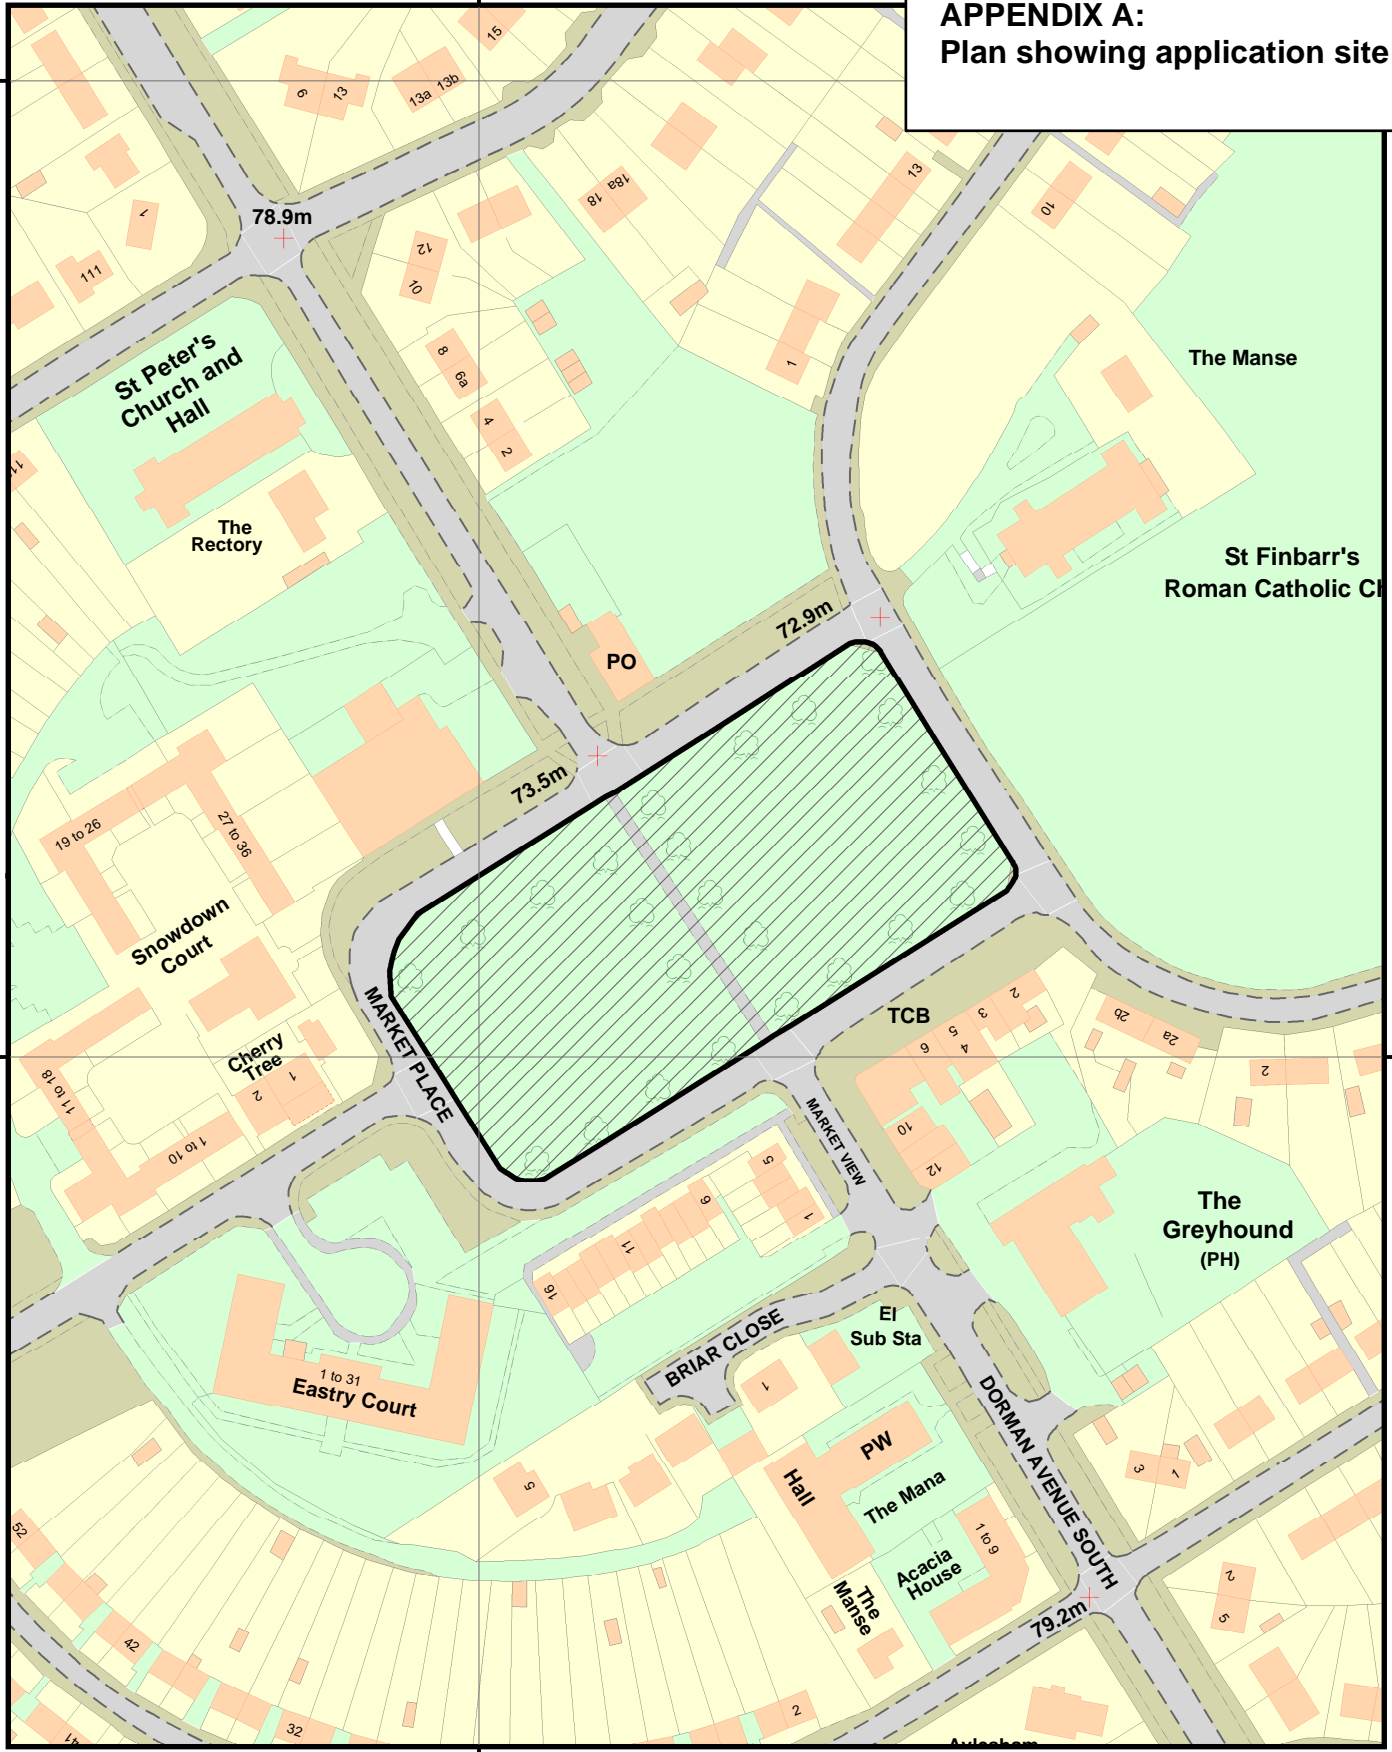 APPENDIX A:
Plan showing application site
15
6
13
13a
13b
18
18a
13
10
1
78.9m
111
12
10
1
St Peter's
Church and
Hall
8
6a
4
2
The Manse
The
Rectory
St Finbarr's
Roman Catholic Ch
72.9m
PO
73.5m
19 to 26
27 to 36
Snowdown
Court
MARKET PLACE
TCB
2
3
5
4
6
2b
2a
2
Cherry
Tree
1
2
11 to 18
1 to 10
MARKET VIEW
10
12
5
1
6
11
16
The
Greyhound
(PH)
El
Sub Sta
BRIAR CLOSE
1
1 to 31
Eastry Court
DORMAN AVENUE SOUTH
PW
Hall
The Mana
3
1
5
1 to 9
Acacia
House
The
Manse
52
42
32
41
2
79.2m
2
5
Aylesham